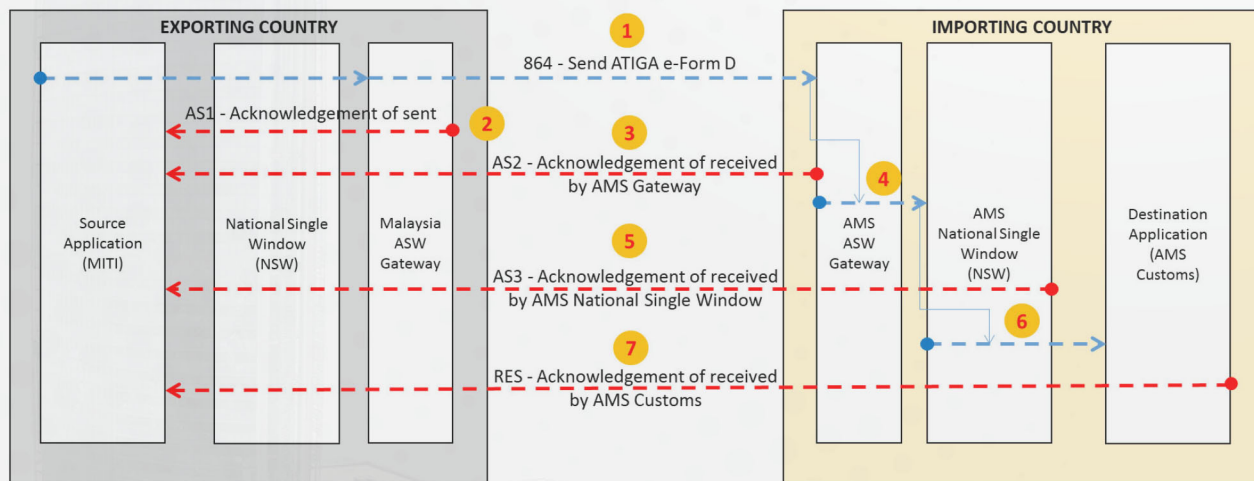 EXPORTING COUNTRY
IMPORTING COUNTRY
1
864 - Send ATIGA e-Form D
AS1 - Acknowledgement of sent
2
3
AS2 - Acknowledgement of received
by AMS Gateway
4
Source
Application
(MITI)
National Single
Window
(NSW)
Malaysia
ASW
Gateway
AMS
ASW
Gateway
AMS
National Single
Window
(NSW)
Destination
Application
(AMS
Customs)
5
AS3 - Acknowledgement of received
by AMS National Single Window
6
7
RES - Acknowledgement of received
by AMS Customs